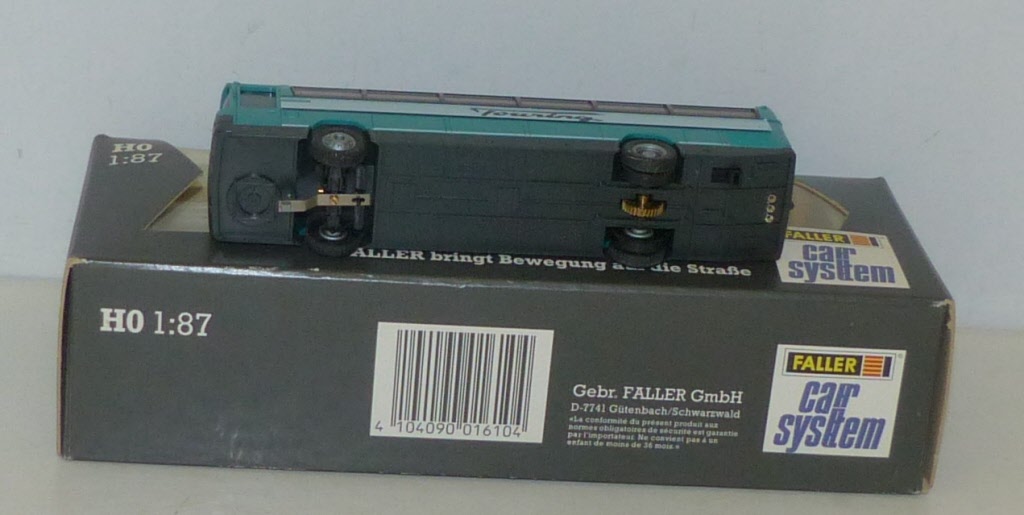 H0
1:87
Touring
FALLER bringt Bewegung auf die Straße
FALLER
car
system
H0 1:87
4 104090 016104
Gebr. FALLER GmbH
D-7741 Gütenbach/Schwarzwald
«La conformité du présent produit aux
normes obligatoires de sécurité est garantie
par l'importateur. Ne convient pas à un
enfant de moins de 36 mois.»
FALLER
car
system